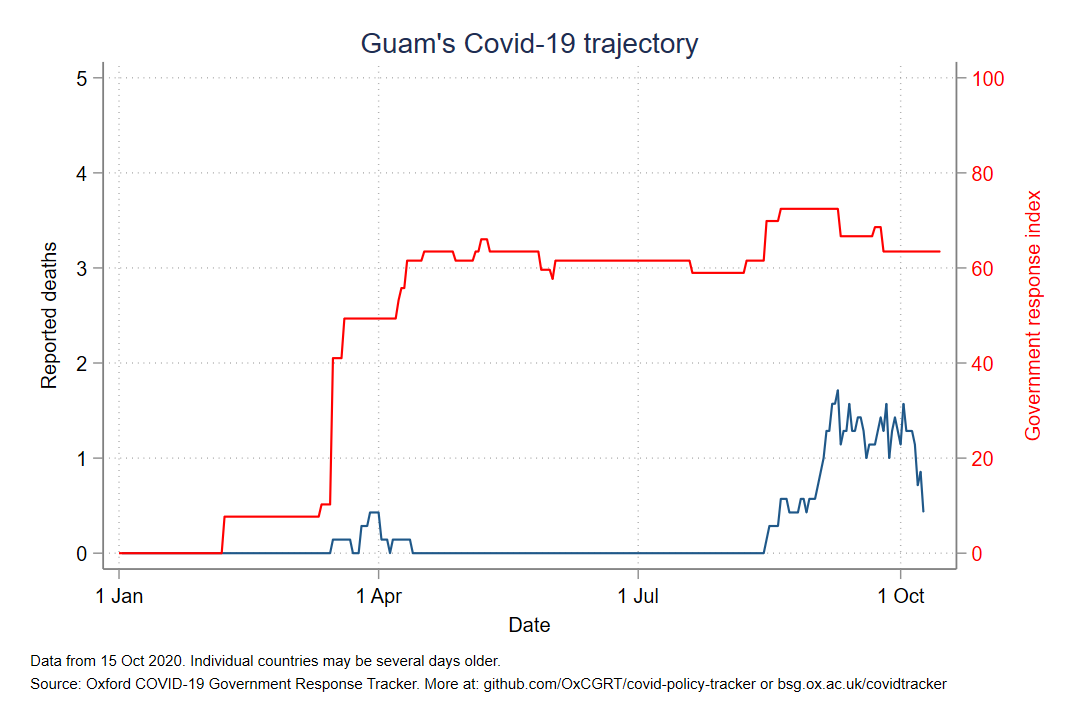 Guam's Covid-19 trajectory
5
4
3
2
1
0
Reported deaths
100
80
60
40
20
0
Government response index
1 Jan
1 Apr
1 Jul
1 Oct
Date
Data from 15 Oct 2020. Individual countries may be several days older.
Source: Oxford COVID-19 Government Response Tracker. More at: github.com/OxCGRT/covid-policy-tracker or bsg.ox.ac.uk/covidtracker